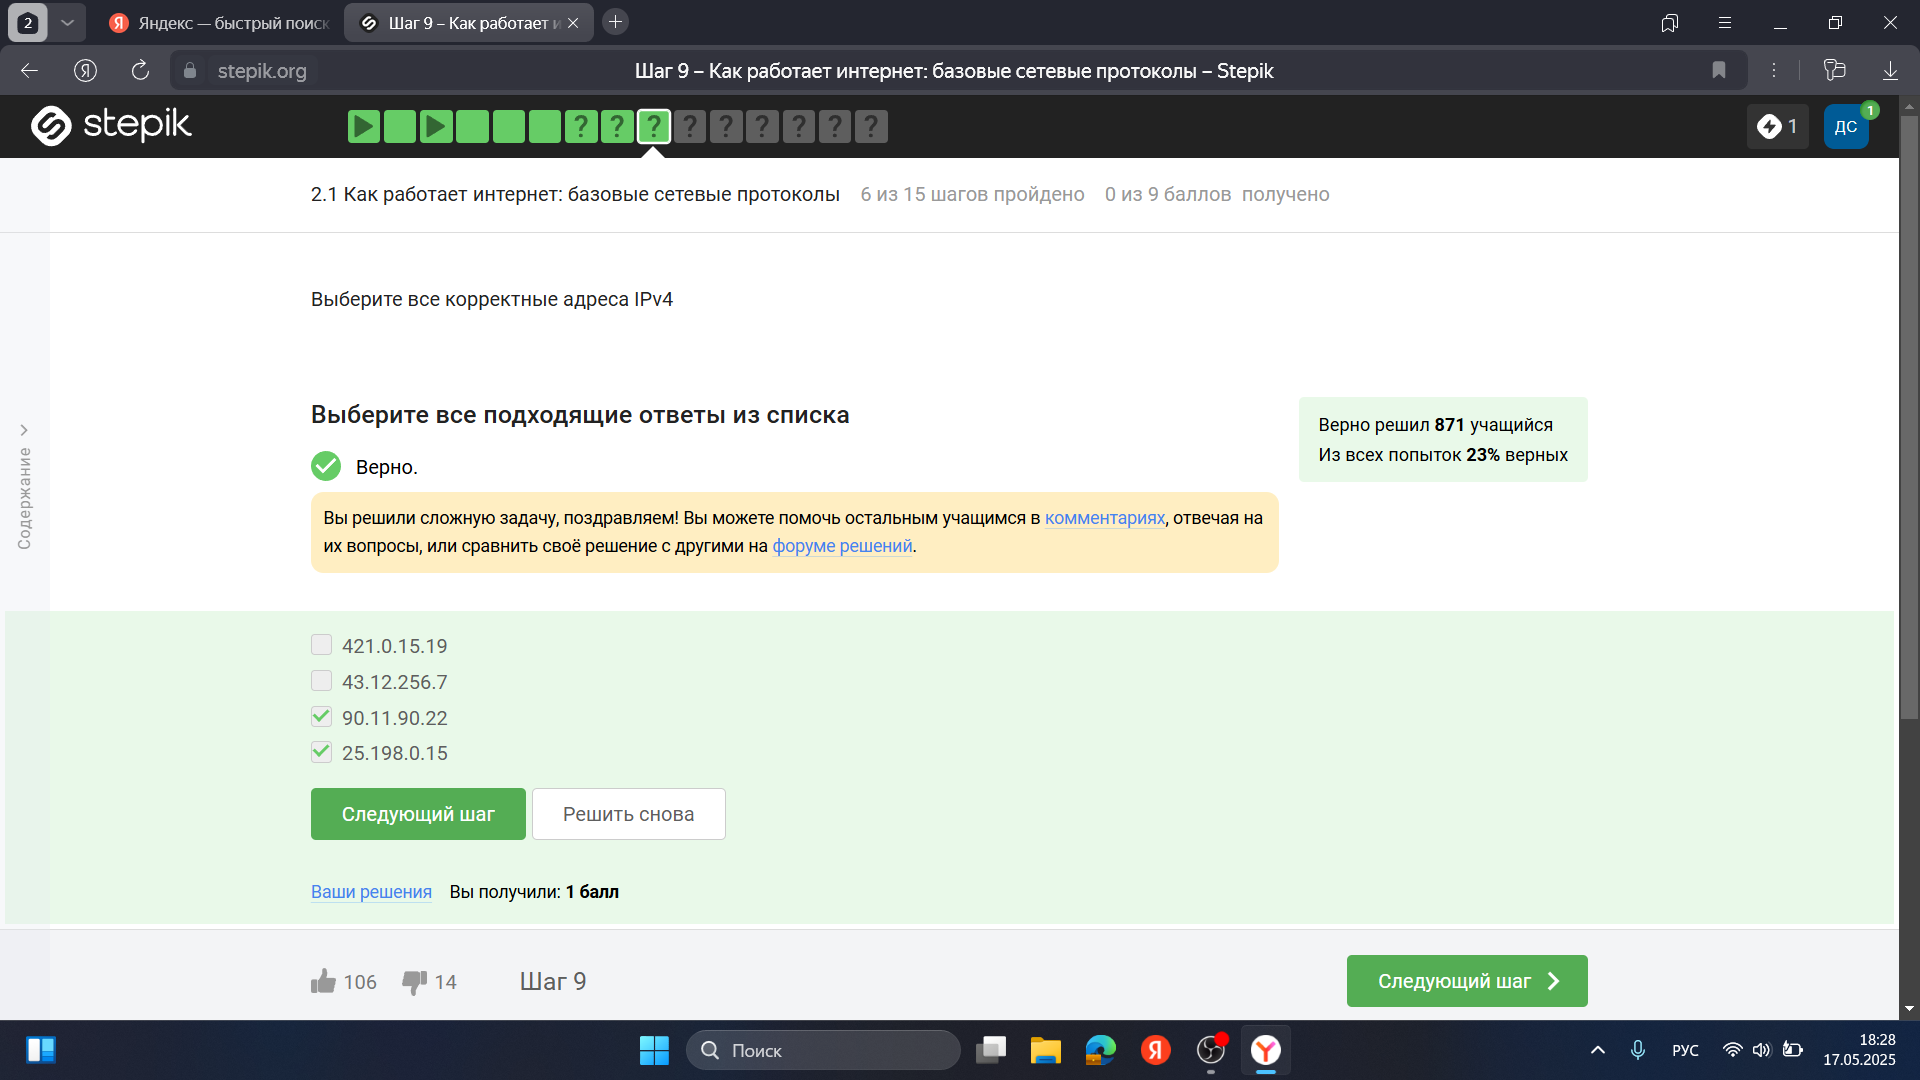 2
Яндекс — быстрый поиск
Шаг 9 – Как работает и
stepik.org
Шаг 9 – Как работает интернет: базовые сетевые протоколы – Stepik
stepik
? ? ? ? ? ? ? ? ?
1
ДС
1
2.1 Как работает интернет: базовые сетевые протоколы 6 из 15 шагов пройдено 0 из 9 баллов получено
Содержание
Выберите все корректные адреса IPv4
Выберите все подходящие ответы из списка
Верно.
Верно решил 871 учащийся
Из всех попыток 23% верных
Вы решили сложную задачу, поздравляем! Вы можете помочь остальным учащимся в комментариях, отвечая на
их вопросы, или сравнить своё решение с другими на форуме решений.
421.0.15.19
43.12.256.7
90.11.90.22
25.198.0.15
Следующий шаг
Решить снова
Ваши решения Вы получили: 1 балл
106
14
Шаг 9
Следующий шаг
Поиск
РУС
18:28
17.05.2025